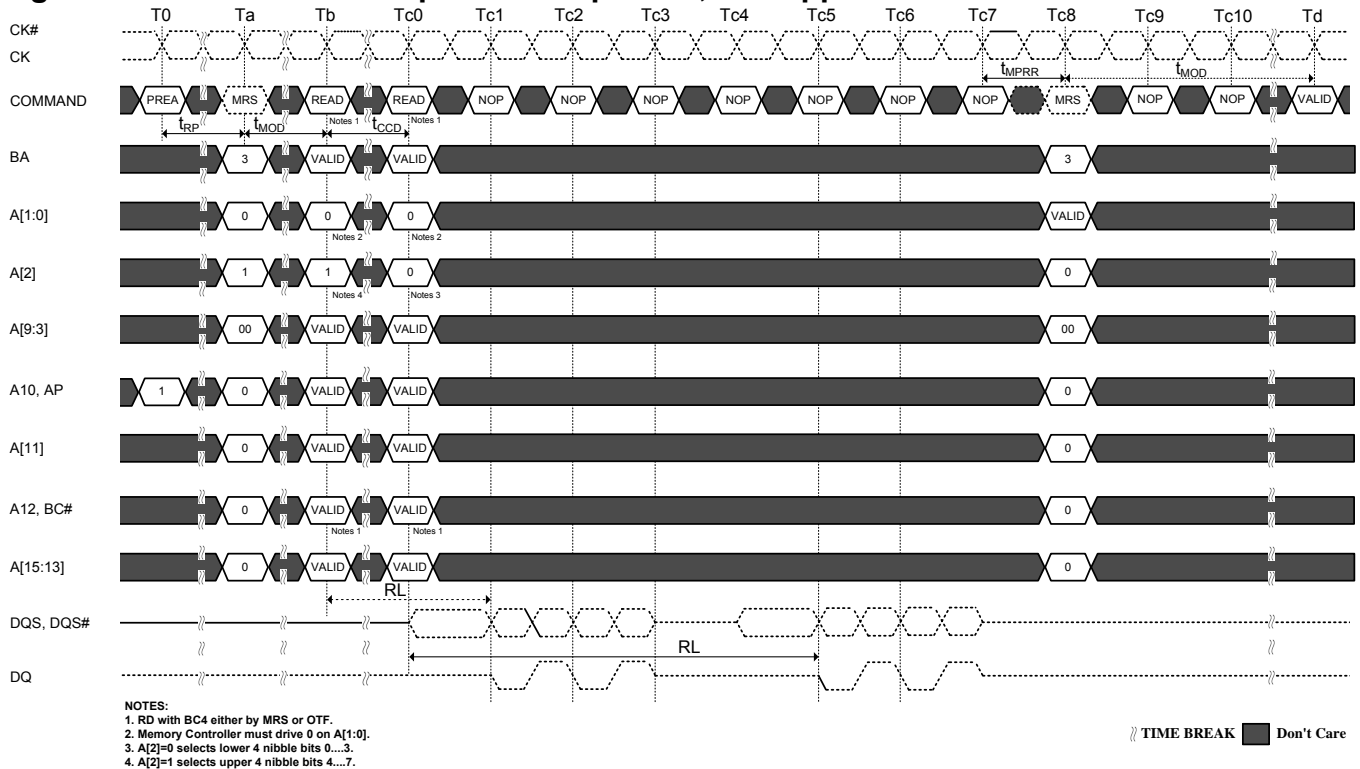 T0 Ta Tb Tc0 Tc1 Tc2 Tc3 Tc4 Tc5 Tc6 Tc7 Tc8 Tc9 Tc10 Td
CK#
CK
tMPRR tMOD
COMMAND PREA MRS READ READ NOP NOP NOP NOP NOP NOP NOP MRS NOP NOP VALID
Notes 1 Notes 1
tRP tMOD tCCD
BA 3 VALID VALID 3
A[1:0] 0 0 0 VALID
Notes 2 Notes 2
A[2] 1 1 0 0
Notes 4 Notes 3
A[9:3] 00 VALID VALID 00
A10, AP 1 0 VALID VALID 0
A[11] 0 VALID VALID 0
A12, BC# 0 VALID VALID 0
Notes 1 Notes 1
A[15:13] 0 VALID VALID 0
RL
DQS, DQS#
RL
DQ
NOTES:
1. RD with BC4 either by MRS or OTF.
2. Memory Controller must drive 0 on A[1:0].
3. A[2]=0 selects lower 4 nibble bits 0....3.
4. A[2]=1 selects upper 4 nibble bits 4....7.
TIME BREAK Don't Care